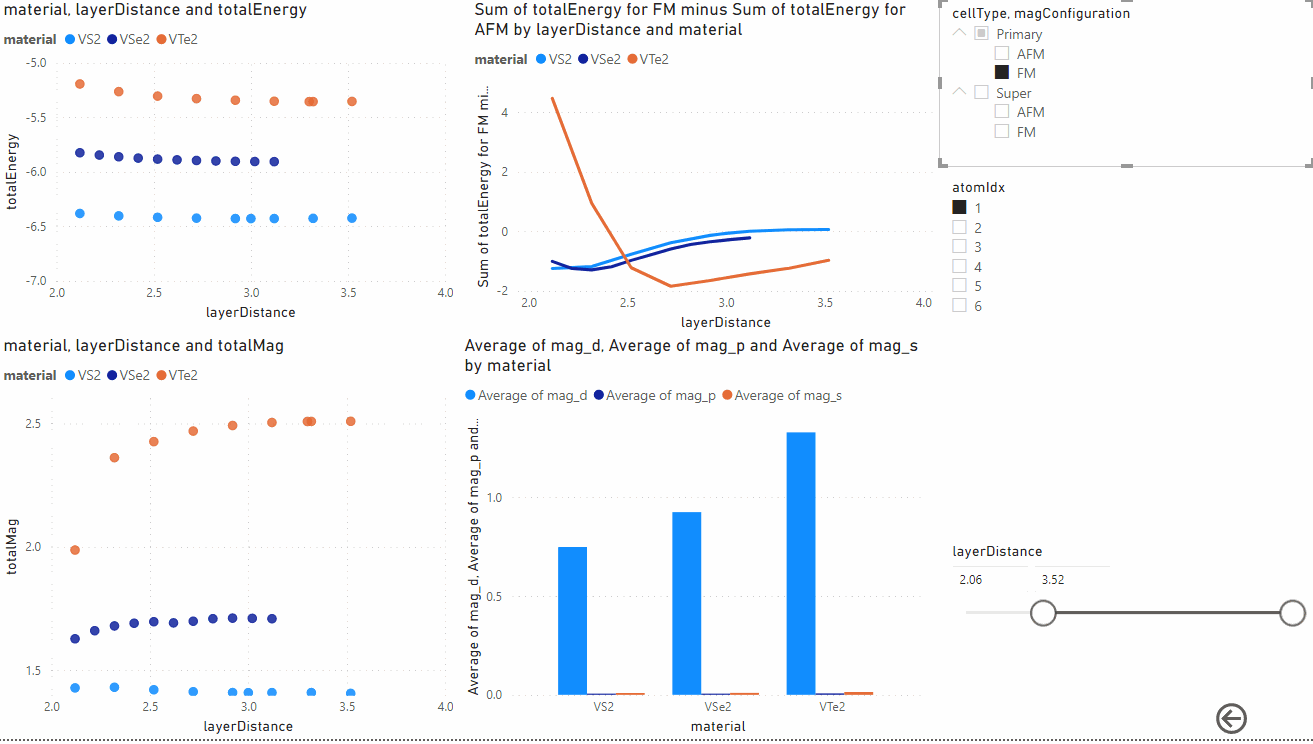 material, layerDistance and totalEnergy
material VS2 VSe2 VTe2
-5.0
-5.5
-6.0
-6.5
-7.0
totalEnergy
2.0 2.5 3.0 3.5 4.0
layerDistance
Sum of totalEnergy for FM minus Sum of totalEnergy for
AFM by layerDistance and material
material VS2 VSe2 VTe2
4
2
0
-2
Sum of totalEnergy for FM mi...
2.0 2.5 3.0 3.5 4.0
layerDistance
cellType, magConfiguration
Primary
AFM
FM
Super
AFM
FM
atomIdx
1
2
3
4
5
6
material, layerDistance and totalMag
material VS2 VSe2 VTe2
2.5
2.0
1.5
totalMag
2.0 2.5 3.0 3.5 4.0
layerDistance
Average of mag_d, Average of mag_p and Average of mag_s
by material
Average of mag_d Average of mag_p Average of mag_s
1.0
0.5
0.0
Average of mag_d, Average of mag_p and...
VS2 VSe2 VTe2
material
layerDistance
2.06 3.52